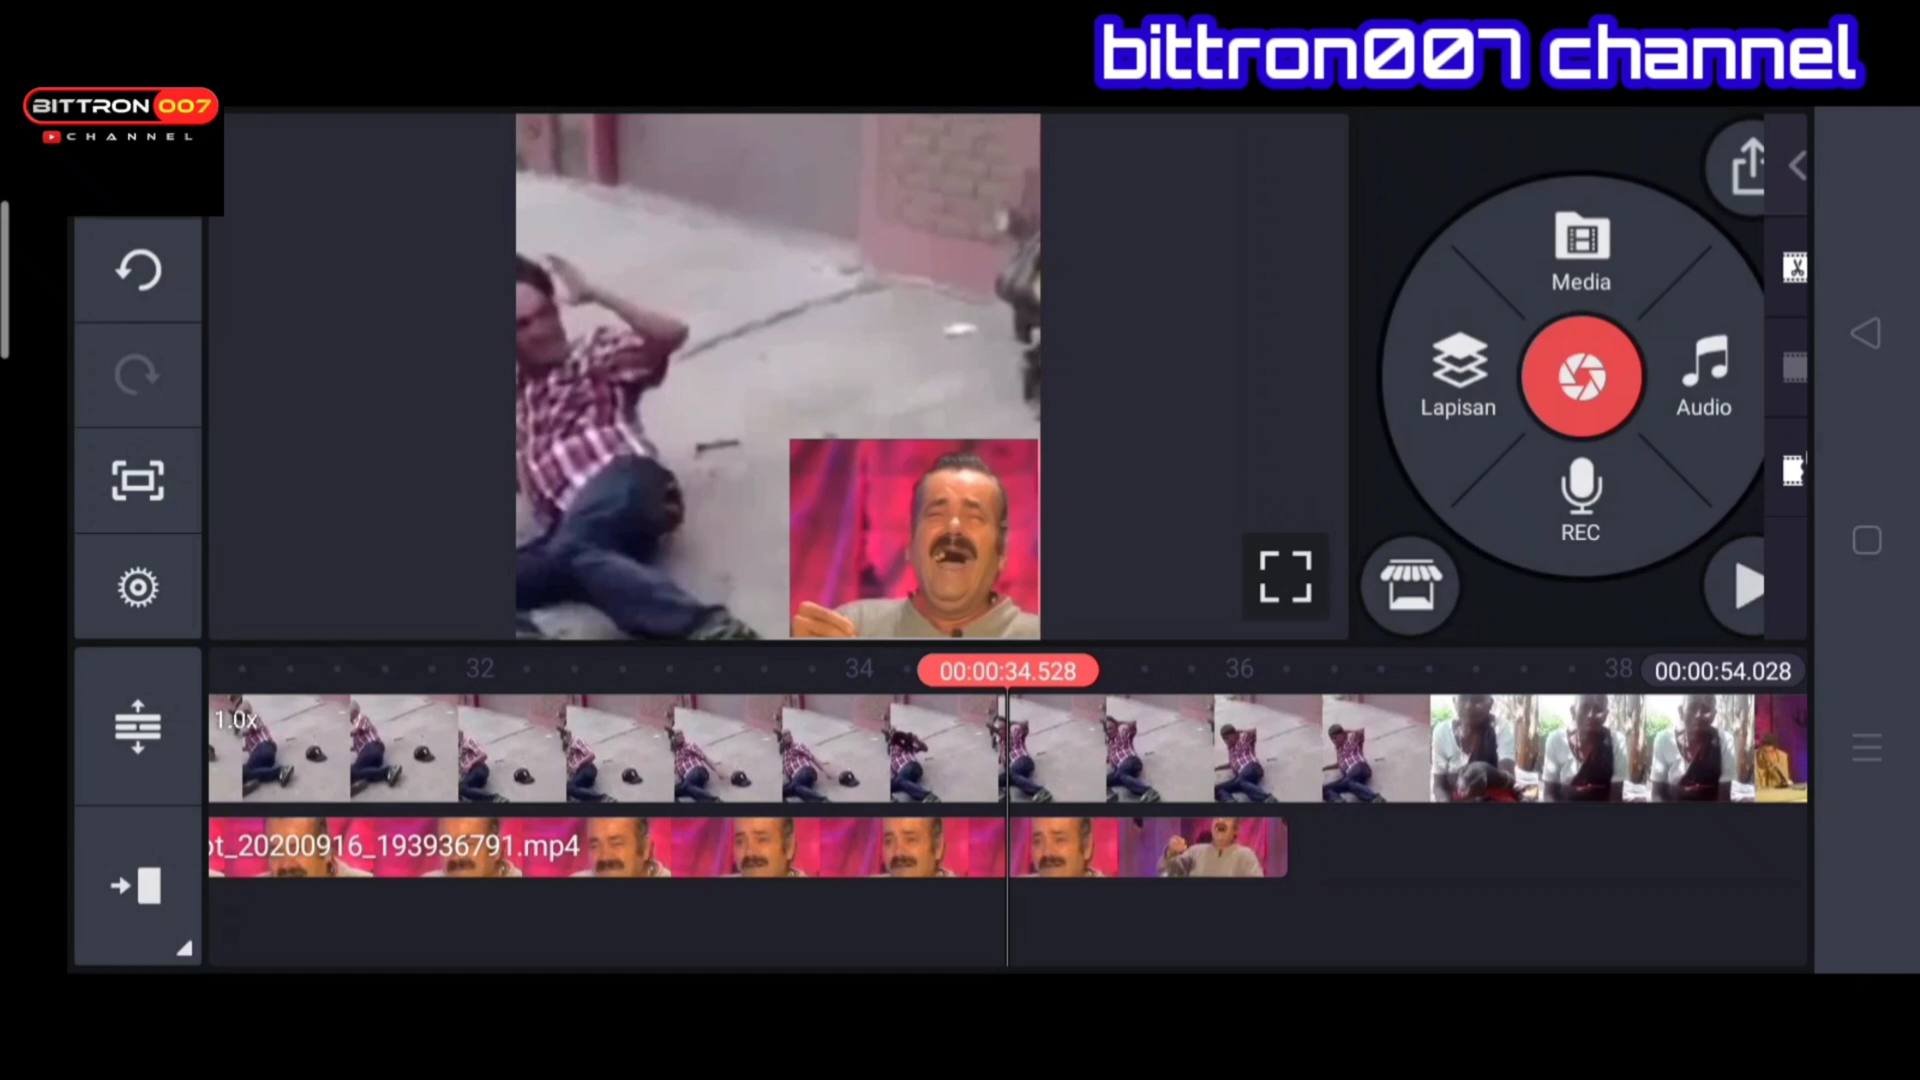 bittron007 channel
BITTRON 007
CHANNEL
Media
Lapisan
Audio
REC
32
34
00:00:34.528
36
38
00:00:54.028
1.0x
ot_20200916_193936791.mp4